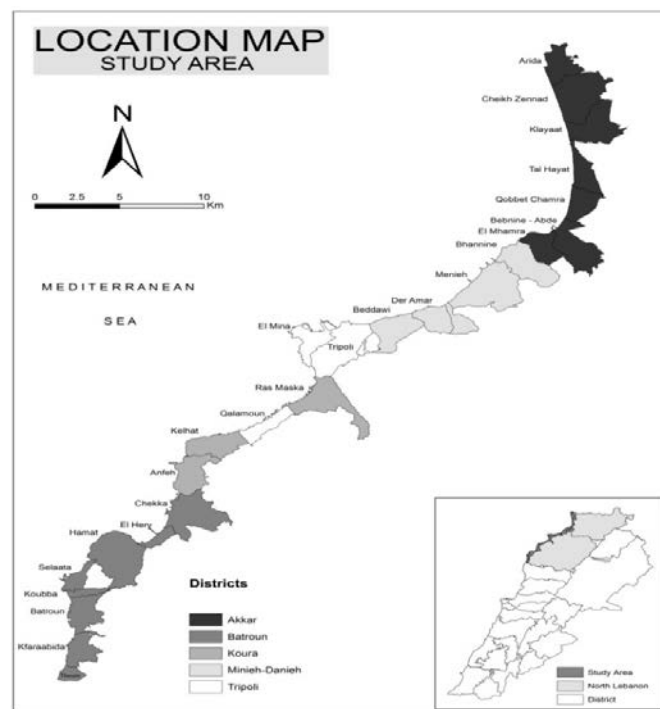 LOCATION MAP
STUDY AREA
N
0 2.5 5 10
Km
MEDITERRANEAN
SEA
Arida
Cheikh Zennad
Klayaat
Tal Hayat
Qobbet Chamra
Bebnine - Abde
El Mhamra
Bhannine
Menieh
Der Amar
Beddawi
El Mina
Tripoli
Ras Maska
Qalamoun
Kelhat
Anfeh
Chekka
El Hery
Hamat
Selaata
Koubba
Batroun
Kfaraabida
Districts
Akkar
Batroun
Koura
Minieh-Danieh
Tripoli
Study Area
North Lebanon
District